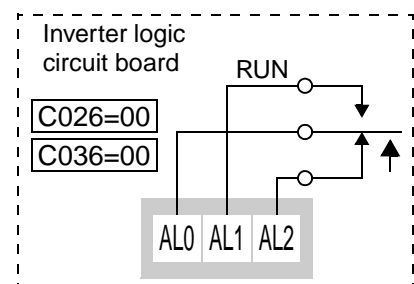 Inverter logic
circuit board
RUN
C026=00
C036=00
AL0 AL1 AL2